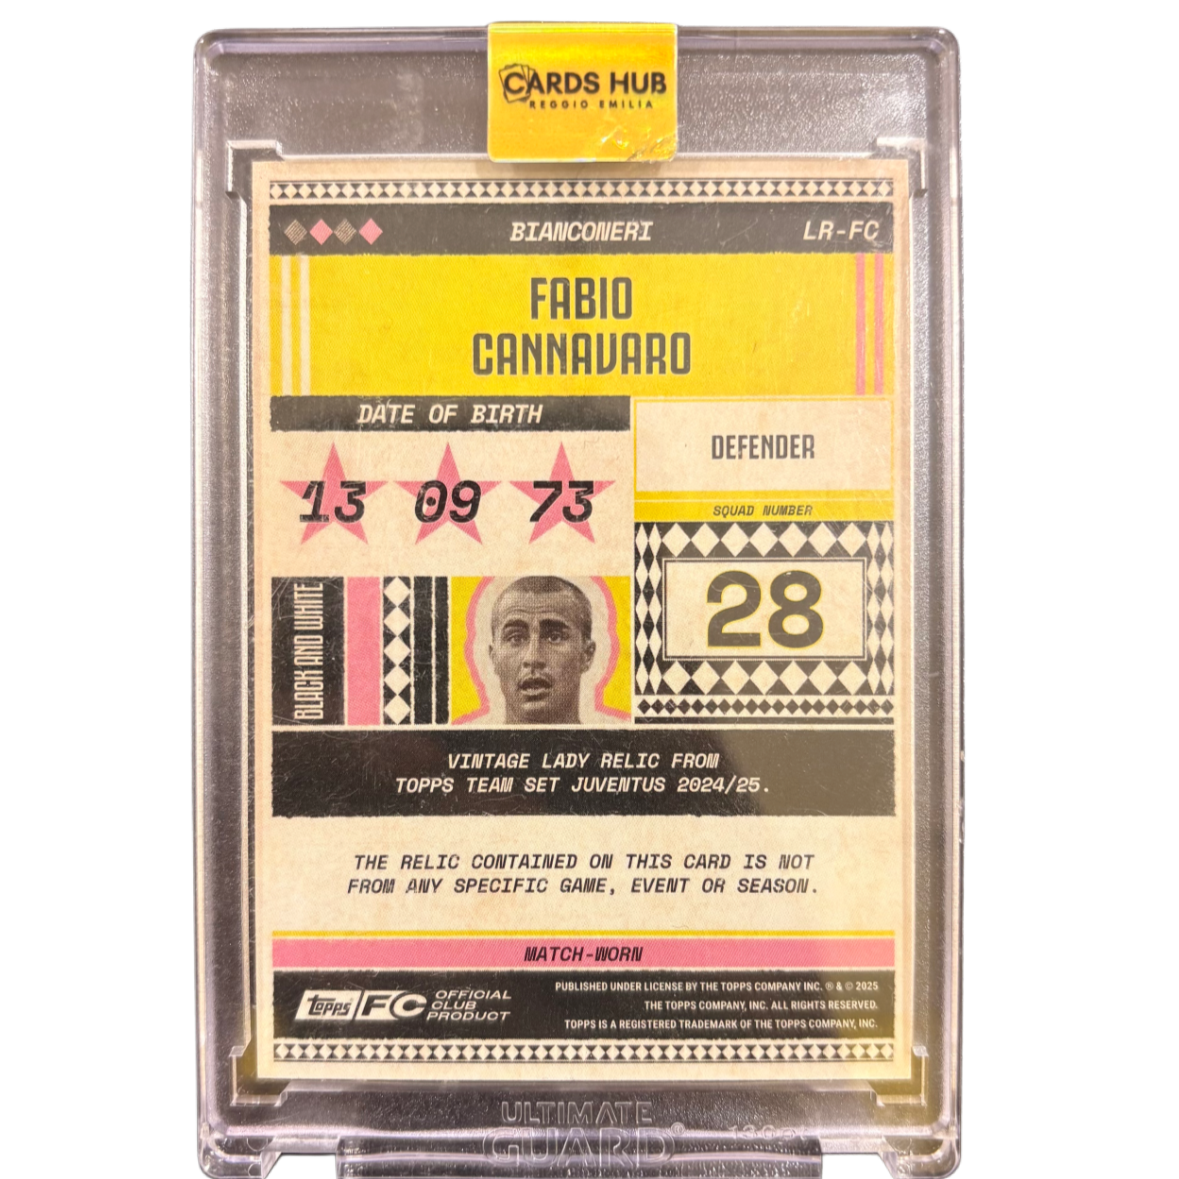 CARDS HUB
REGGIO EMILIA
BIANCONERI
LR-FC
FABIO
CANNAVARO
DATE OF BIRTH
13 09 73
DEFENDER
SQUAD NUMBER
28
BLACK AND WHITE
VINTAGE LADY RELIC FROM
TOPPS TEAM SET JUVENTUS 2024/25.
THE RELIC CONTAINED ON THIS CARD IS NOT
FROM ANY SPECIFIC GAME, EVENT OR SEASON.
MATCH-WORN
topps FC OFFICIAL
CLUB
PRODUCT
PUBLISHED UNDER LICENSE BY THE TOPPS COMPANY INC. ® & © 2025
THE TOPPS COMPANY, INC. ALL RIGHTS RESERVED.
TOPPS IS A REGISTERED TRADEMARK OF THE TOPPS COMPANY, INC.
ULTIMATE
GUARD®